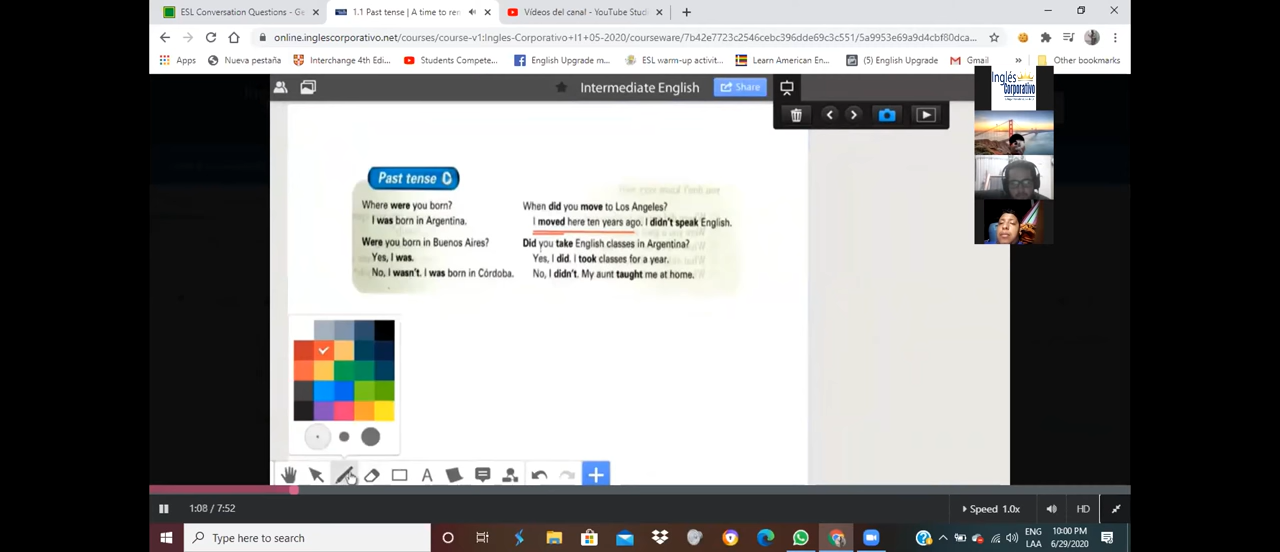 ESL Conversation Questions - Ge
1.1 Past tense | A time to ren
Vídeos del canal - YouTube Stud
online.inglescorporativo.net/courses/course-v1:Ingles-Corporativo+I1+05-2020/courseware/7b42e7723c2546cebc396dde69c3c551/5a9953e69a9d4cbf80dca...
Apps
Nueva pestaña
Interchange 4th Edi...
Students Compete...
English Upgrade m...
ESL warm-up activit...
Learn American En...
(5) English Upgrade
Gmail
Other bookmarks
Intermediate English
Share
Inglés
Corporativo
Past tense
Where were you born?
I was born in Argentina.
Were you born in Buenos Aires?
Yes, I was.
No, I wasn't. I was born in Córdoba.
When did you move to Los Angeles?
I moved here ten years ago. I didn't speak English.
Did you take English classes in Argentina?
Yes, I did. I took classes for a year.
No, I didn't. My aunt taught me at home.
A
1:08 / 7:52
Speed 1.0x
HD
Type here to search
ENG
LAA
10:00 PM
6/29/2020